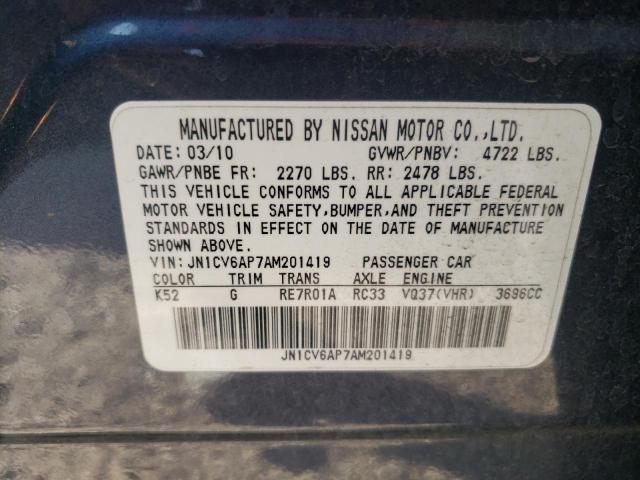 MANUFACTURED BY NISSAN MOTOR CO.,LTD.
DATE: 03/10 GVWR/PNBV: 4722 LBS.
GAWR/PNBE FR: 2270 LBS. RR: 2478 LBS.
THIS VEHICLE CONFORMS TO ALL APPLICABLE FEDERAL
MOTOR VEHICLE SAFETY,BUMPER,AND THEFT PREVENTION
STANDARDS IN EFFECT ON THE DATE OF MANUFACTURE
SHOWN ABOVE.
VIN: JN1CV6AP7AM201419 PASSENGER CAR
COLOR TRIM TRANS AXLE ENGINE
K52 G RE7R01A RC33 VQ37(VHR) 3696CC
JN1CV6AP7AM201419